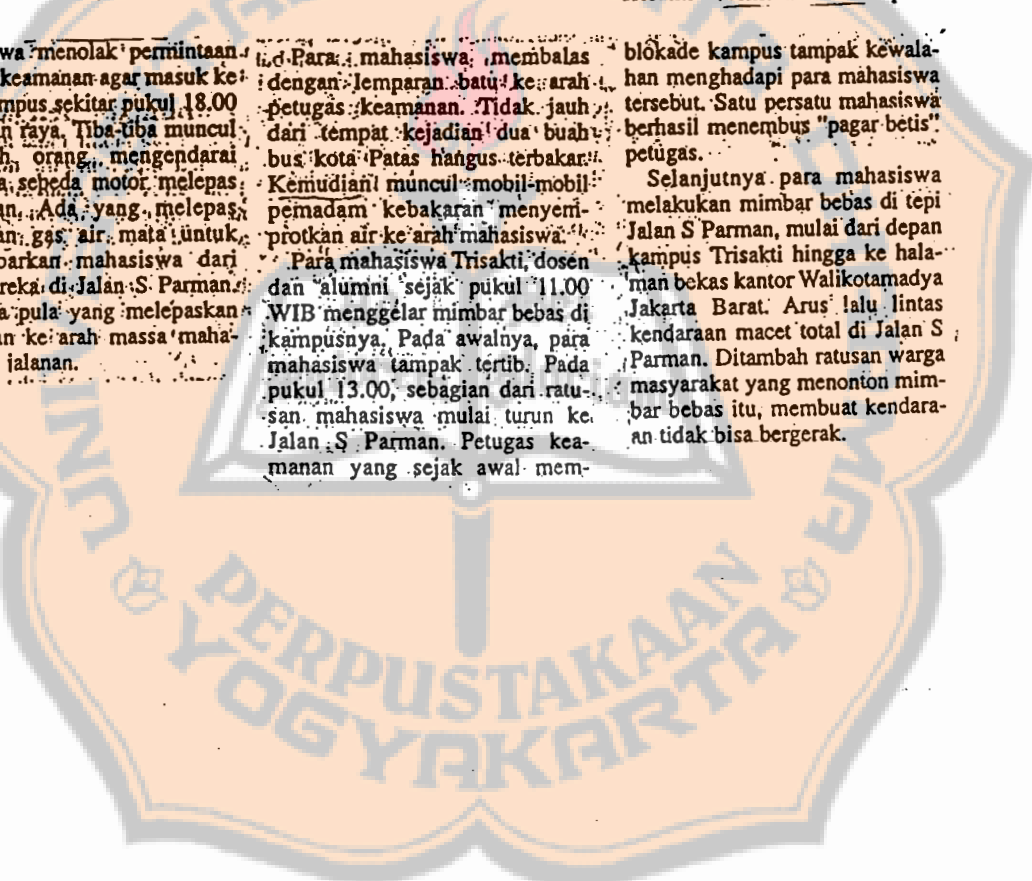 wa menolak permintaan
keamanan agar masuk ke
mpus sekitar pukul 18.00
n raya. Tiba-tiba muncul
h orang mengendarai
a sepeda motor melepas
an. Ada yang melepas
an gas air mata untuk
barkan mahasiswa dari
reka di Jalan S Parman.
a pula yang melepaskan
n ke arah massa maha-
jalanan.
Para mahasiswa membalas
dengan lemparan batu ke arah
petugas keamanan. Tidak jauh
dari tempat kejadian dua buah
bus kota Patas hangus terbakar.
Kemudian muncul mobil-mobil
pemadam kebakaran menyem-
protkan air ke arah mahasiswa.
Para mahasiswa Trisakti, dosen
dan alumni sejak pukul 11.00
WIB menggelar mimbar bebas di
kampusnya. Pada awalnya, para
mahasiswa tampak tertib. Pada
pukul 13.00, sebagian dari ratu-
san mahasiswa mulai turun ke
Jalan S Parman. Petugas kea-
manan yang sejak awal mem-
blokade kampus tampak kewala-
han menghadapi para mahasiswa
tersebut. Satu persatu mahasiswa
berhasil menembus "pagar betis"
petugas.
Selanjutnya para mahasiswa
melakukan mimbar bebas di tepi
Jalan S Parman, mulai dari depan
kampus Trisakti hingga ke hala-
man bekas kantor Walikotamadya
Jakarta Barat. Arus lalu lintas
kendaraan macet total di Jalan S
Parman. Ditambah ratusan warga
masyarakat yang menonton mim-
bar bebas itu, membuat kendara-
an tidak bisa bergerak.
PERPUSTAKAAN
YOGYAKARTA